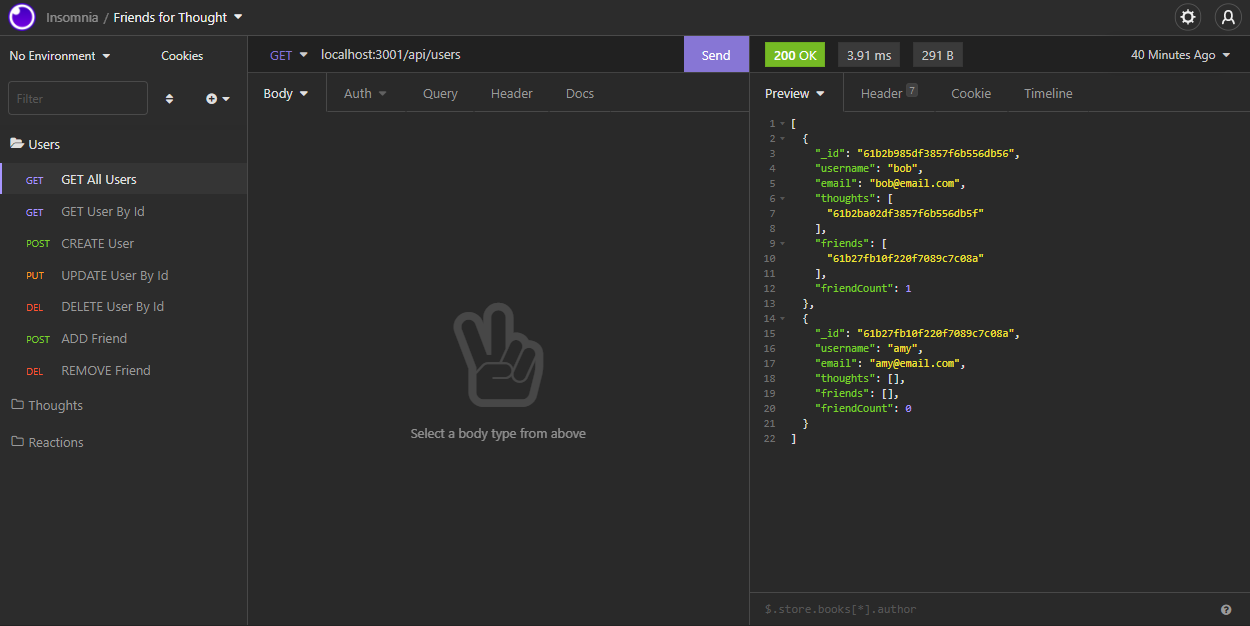 Insomnia / Friends for Thought
No Environment
Cookies
Filter
Users
GET GET All Users
GET GET User By Id
POST CREATE User
PUT UPDATE User By Id
DEL DELETE User By Id
POST ADD Friend
DEL REMOVE Friend
Thoughts
Reactions
GET localhost:3001/api/users Send
Body Auth Query Header Docs
Select a body type from above
200 OK 3.91 ms 291 B 40 Minutes Ago
Preview Header 7 Cookie Timeline
1 [
2 {
3 "_id": "61b2b985df3857f6b556db56",
4 "username": "bob",
5 "email": "bob@email.com",
6 "thoughts": [
7 "61b2ba02df3857f6b556db5f"
8 ],
9 "friends": [
10 "61b27fb10f220f7089c7c08a"
11 ],
12 "friendCount": 1
13 },
14 {
15 "_id": "61b27fb10f220f7089c7c08a",
16 "username": "amy",
17 "email": "amy@email.com",
18 "thoughts": [],
19 "friends": [],
20 "friendCount": 0
21 }
22 ]
$.store.books[*].author